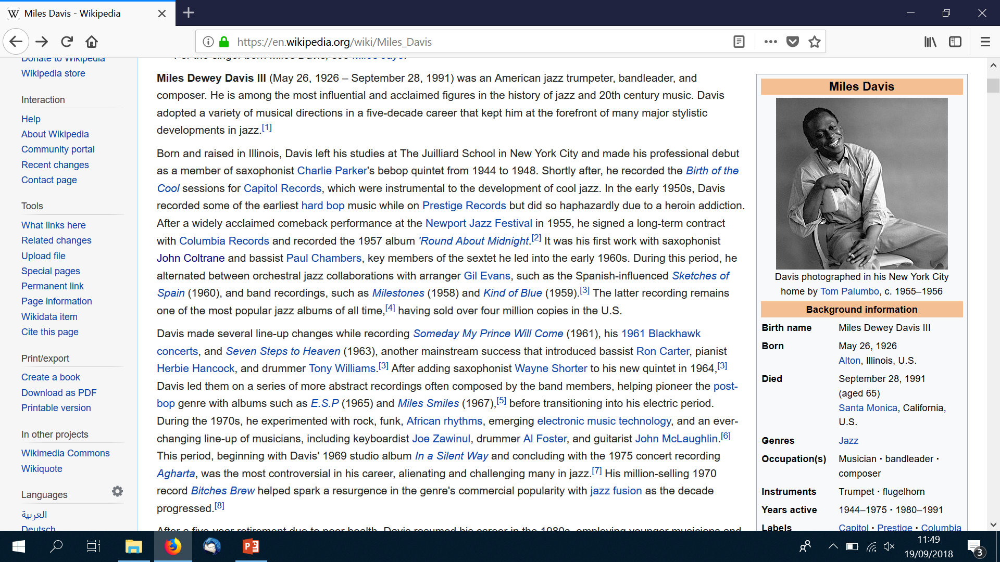 Miles Davis - Wikipedia
https://en.wikipedia.org/wiki/Miles_Davis
Donate to Wikipedia
Wikipedia store
Interaction
Help
About Wikipedia
Community portal
Recent changes
Contact page
Tools
What links here
Related changes
Upload file
Special pages
Permanent link
Page information
Wikidata item
Cite this page
Print/export
Create a book
Download as PDF
Printable version
In other projects
Wikimedia Commons
Wikiquote
Languages
العربية
Deutsch
For the singer born Miles Davis, see Miles Jaye.
Miles Dewey Davis III (May 26, 1926 – September 28, 1991) was an American jazz trumpeter, bandleader, and
composer. He is among the most influential and acclaimed figures in the history of jazz and 20th century music. Davis
adopted a variety of musical directions in a five-decade career that kept him at the forefront of many major stylistic
developments in jazz.[1]
Born and raised in Illinois, Davis left his studies at The Juilliard School in New York City and made his professional debut
as a member of saxophonist Charlie Parker's bebop quintet from 1944 to 1948. Shortly after, he recorded the Birth of the
Cool sessions for Capitol Records, which were instrumental to the development of cool jazz. In the early 1950s, Davis
recorded some of the earliest hard bop music while on Prestige Records but did so haphazardly due to a heroin addiction.
After a widely acclaimed comeback performance at the Newport Jazz Festival in 1955, he signed a long-term contract
with Columbia Records and recorded the 1957 album 'Round About Midnight.[2] It was his first work with saxophonist
John Coltrane and bassist Paul Chambers, key members of the sextet he led into the early 1960s. During this period, he
alternated between orchestral jazz collaborations with arranger Gil Evans, such as the Spanish-influenced Sketches of
Spain (1960), and band recordings, such as Milestones (1958) and Kind of Blue (1959).[3] The latter recording remains
one of the most popular jazz albums of all time,[4] having sold over four million copies in the U.S.
Davis made several line-up changes while recording Someday My Prince Will Come (1961), his 1961 Blackhawk
concerts, and Seven Steps to Heaven (1963), another mainstream success that introduced bassist Ron Carter, pianist
Herbie Hancock, and drummer Tony Williams.[3] After adding saxophonist Wayne Shorter to his new quintet in 1964,[3]
Davis led them on a series of more abstract recordings often composed by the band members, helping pioneer the post-
bop genre with albums such as E.S.P (1965) and Miles Smiles (1967),[5] before transitioning into his electric period.
During the 1970s, he experimented with rock, funk, African rhythms, emerging electronic music technology, and an ever-
changing line-up of musicians, including keyboardist Joe Zawinul, drummer Al Foster, and guitarist John McLaughlin.[6]
This period, beginning with Davis' 1969 studio album In a Silent Way and concluding with the 1975 concert recording
Agharta, was the most controversial in his career, alienating and challenging many in jazz.[7] His million-selling 1970
record Bitches Brew helped spark a resurgence in the genre's commercial popularity with jazz fusion as the decade
progressed.[8]
After a five-year retirement due to poor health, Davis resumed his career in the 1980s, employing younger musicians and
Miles Davis
Davis photographed in his New York City
home by Tom Palumbo, c. 1955–1956
Background information
Birth name Miles Dewey Davis III
Born May 26, 1926
Alton, Illinois, U.S.
Died September 28, 1991
(aged 65)
Santa Monica, California,
U.S.
Genres Jazz
Occupation(s) Musician · bandleader ·
composer
Instruments Trumpet · flugelhorn
Years active 1944–1975 · 1980–1991
Labels Capitol · Prestige · Columbia
11:49
19/09/2018
3